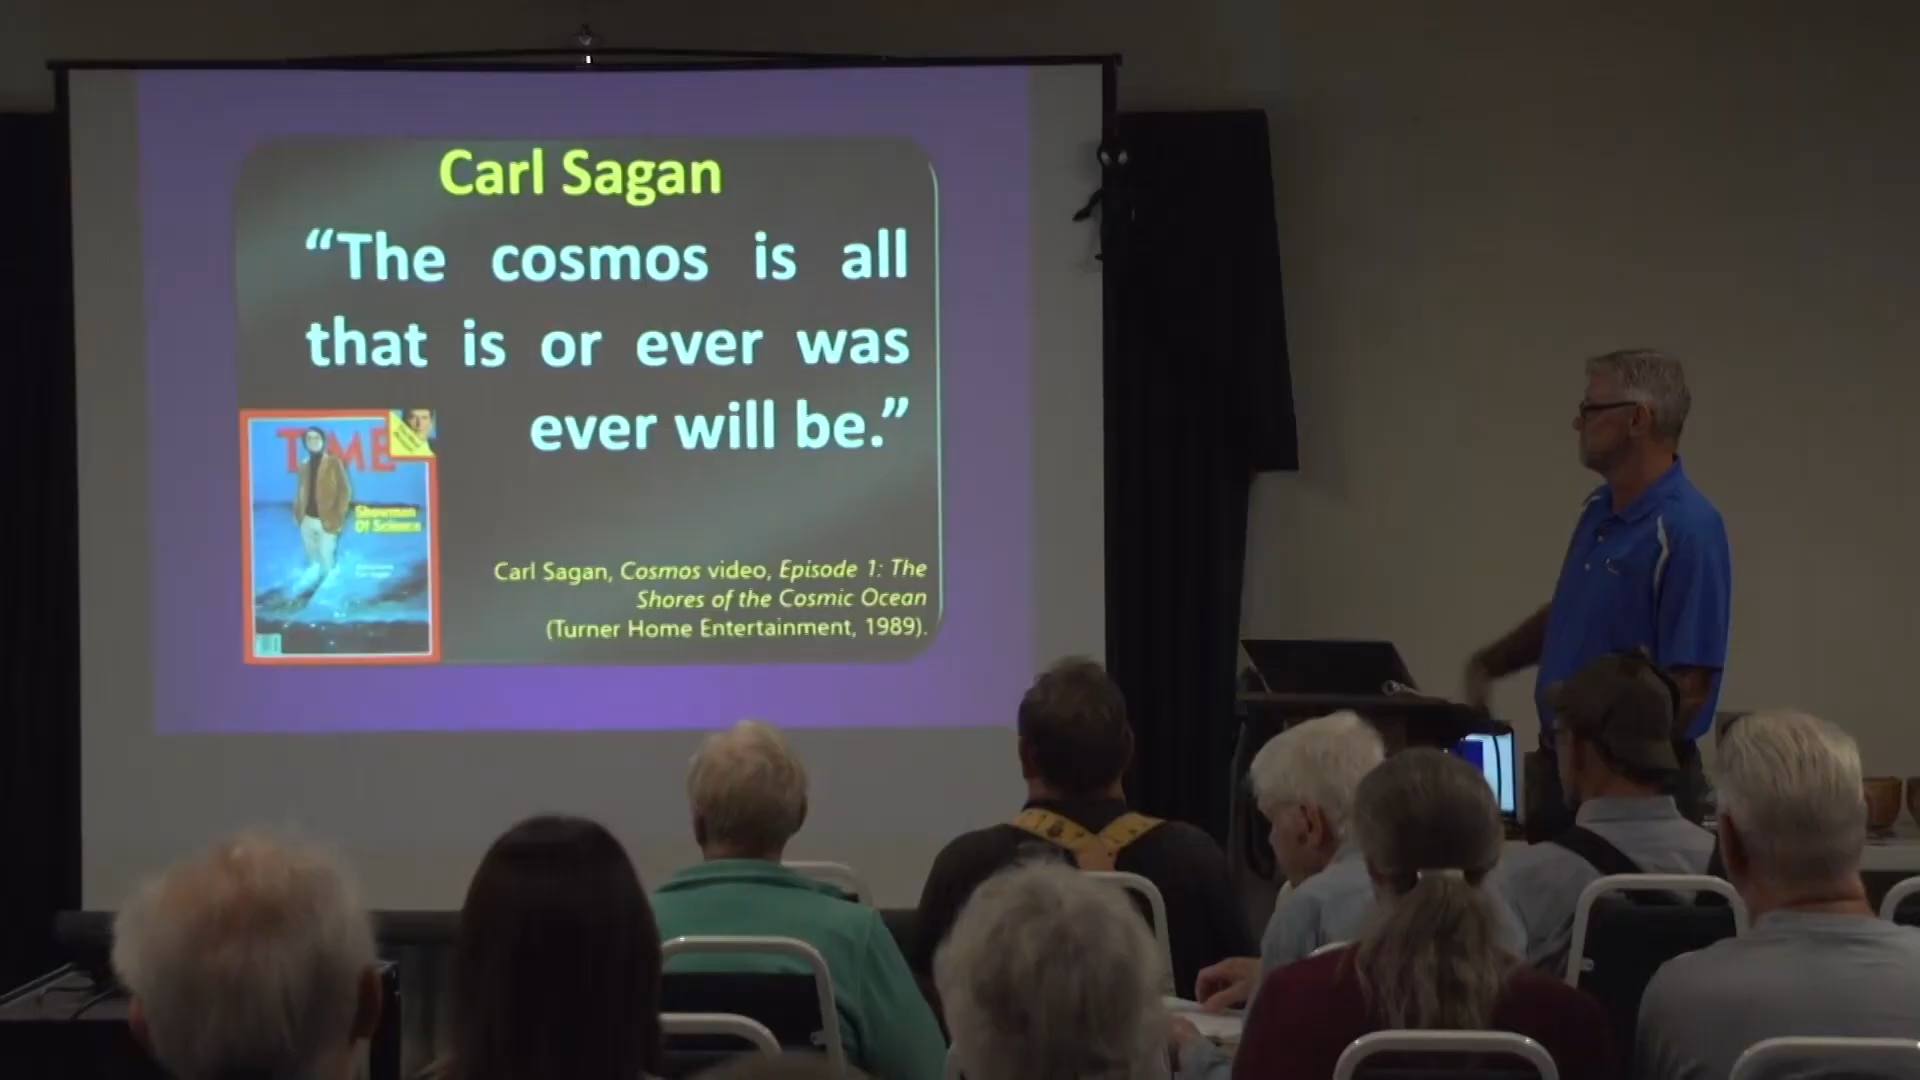 Carl Sagan
“The cosmos is all
that is or ever was
ever will be.”
TIME
Showman
Of Science
Carl Sagan, Cosmos video, Episode 1: The
Shores of the Cosmic Ocean
(Turner Home Entertainment, 1989).